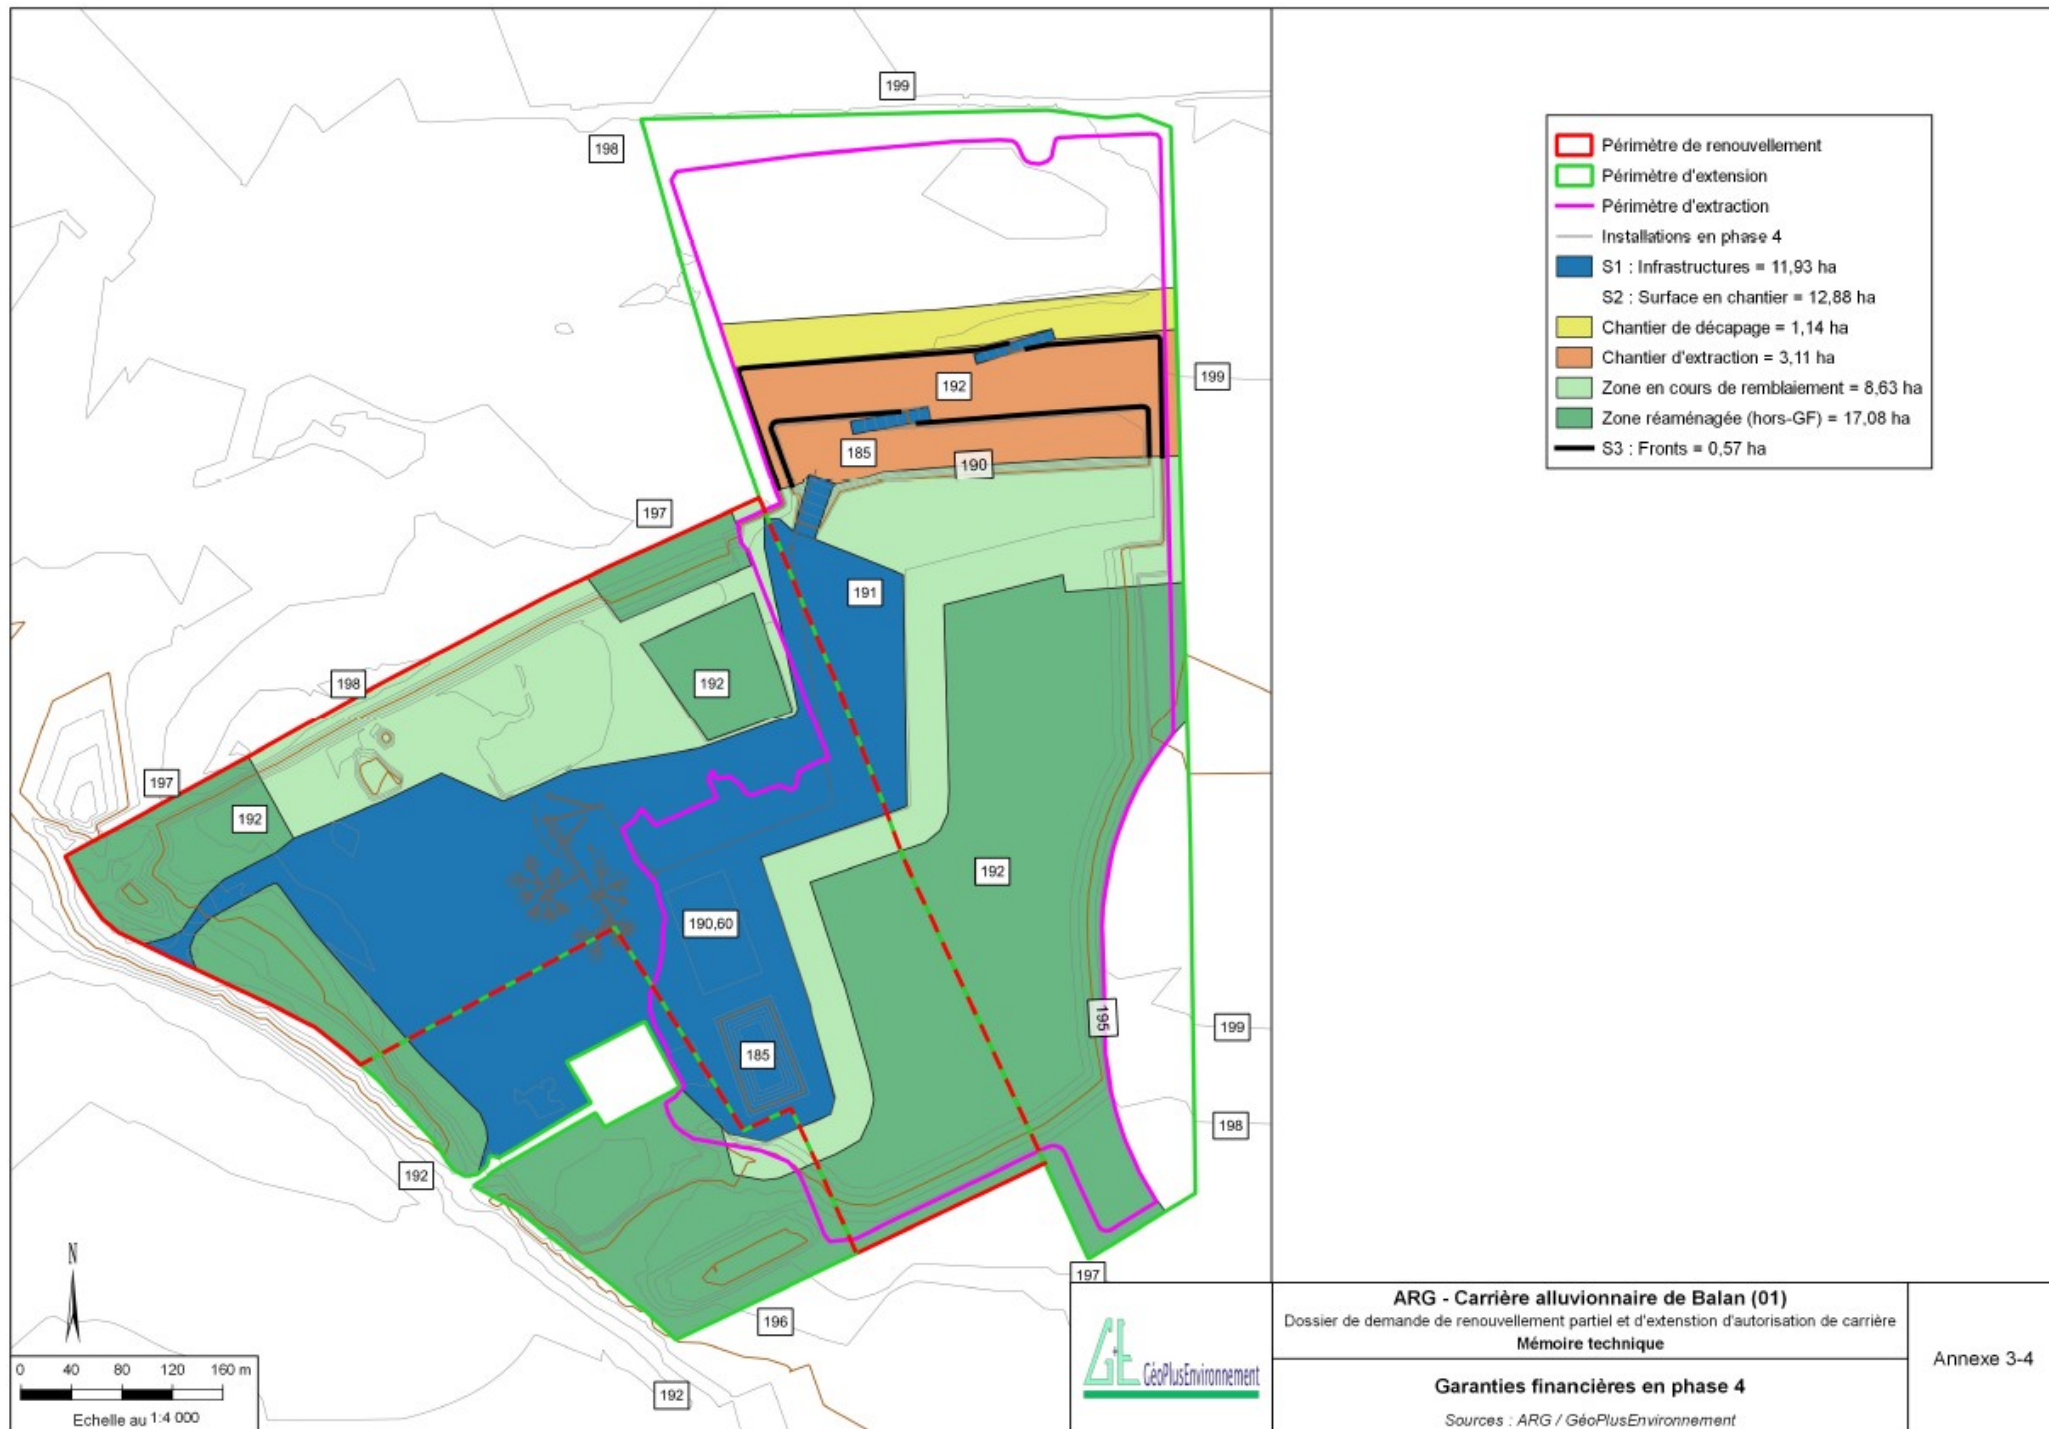 199
198
Périmètre de renouvellement
Périmètre d'extension
Périmètre d'extraction
Installations en phase 4
S1 : Infrastructures = 11,93 ha
S2 : Surface en chantier = 12,88 ha
Chantier de décapage = 1,14 ha
Chantier d'extraction = 3,11 ha
Zone en cours de remblaiement = 8,63 ha
Zone réaménagée (hors-GF) = 17,08 ha
S3 : Fronts = 0,57 ha
199
192
185
190
197
191
198
192
197
192
192
190,60
195
199
185
198
192
197
196
192
N
0 40 80 120 160 m
Echelle au 1:4 000
G+E GéoPlusEnvironnement
ARG - Carrière alluvionnaire de Balan (01)
Dossier de demande de renouvellement partiel et d'extenstion d'autorisation de carrière
Mémoire technique
Garanties financières en phase 4
Sources : ARG / GéoPlusEnvironnement
Annexe 3-4